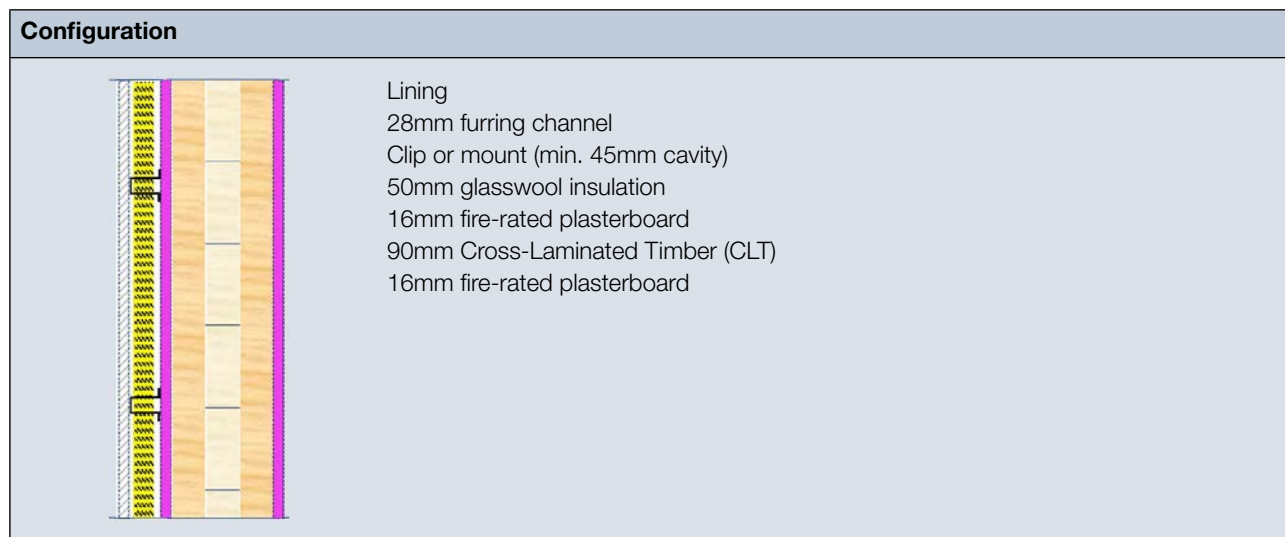 Configuration
Lining
28mm furring channel
Clip or mount (min. 45mm cavity)
50mm glasswool insulation
16mm fire-rated plasterboard
90mm Cross-Laminated Timber (CLT)
16mm fire-rated plasterboard